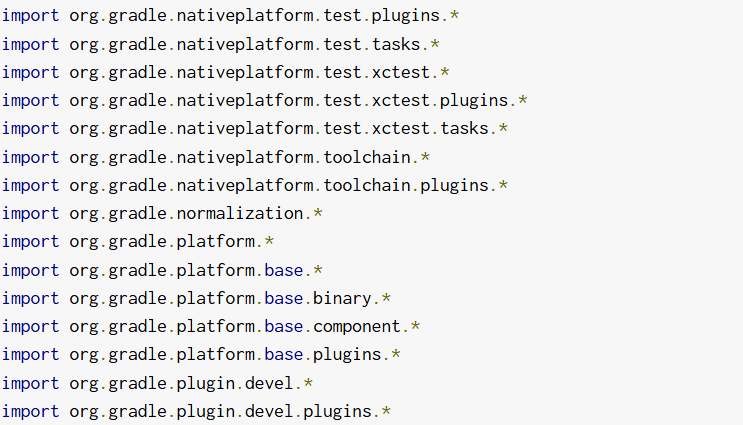 import org.gradle.nativeplatform.test.plugins.*
import org.gradle.nativeplatform.test.tasks.*
import org.gradle.nativeplatform.test.xctest.*
import org.gradle.nativeplatform.test.xctest.plugins.*
import org.gradle.nativeplatform.test.xctest.tasks.*
import org.gradle.nativeplatform.toolchain.*
import org.gradle.nativeplatform.toolchain.plugins.*
import org.gradle.normalization.*
import org.gradle.platform.*
import org.gradle.platform.base.*
import org.gradle.platform.base.binary.*
import org.gradle.platform.base.component.*
import org.gradle.platform.base.plugins.*
import org.gradle.plugin.devel.*
import org.gradle.plugin.devel.plugins.*